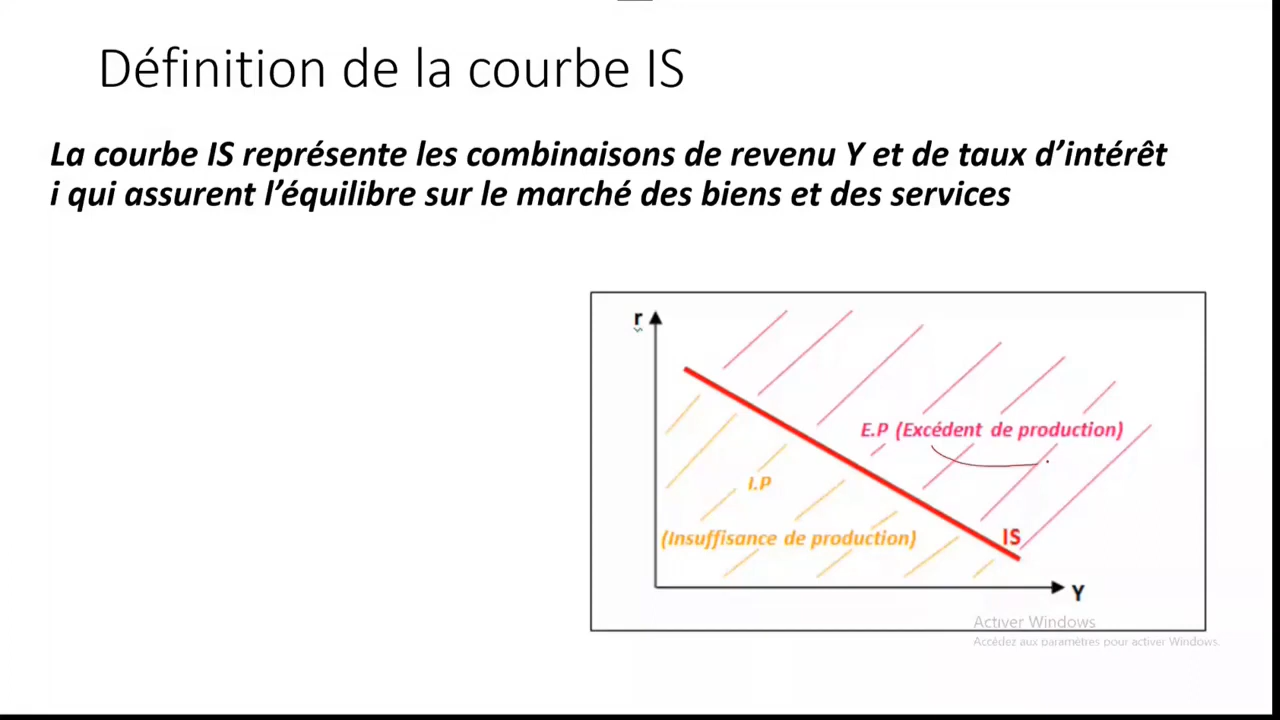 Définition de la courbe IS
La courbe IS représente les combinaisons de revenu Y et de taux d’intérêt
i qui assurent l’équilibre sur le marché des biens et des services
r
E.P (Excédent de production)
I.P
(Insuffisance de production)
IS
Y
Activer Windows
Accédez aux paramètres pour activer Windows.